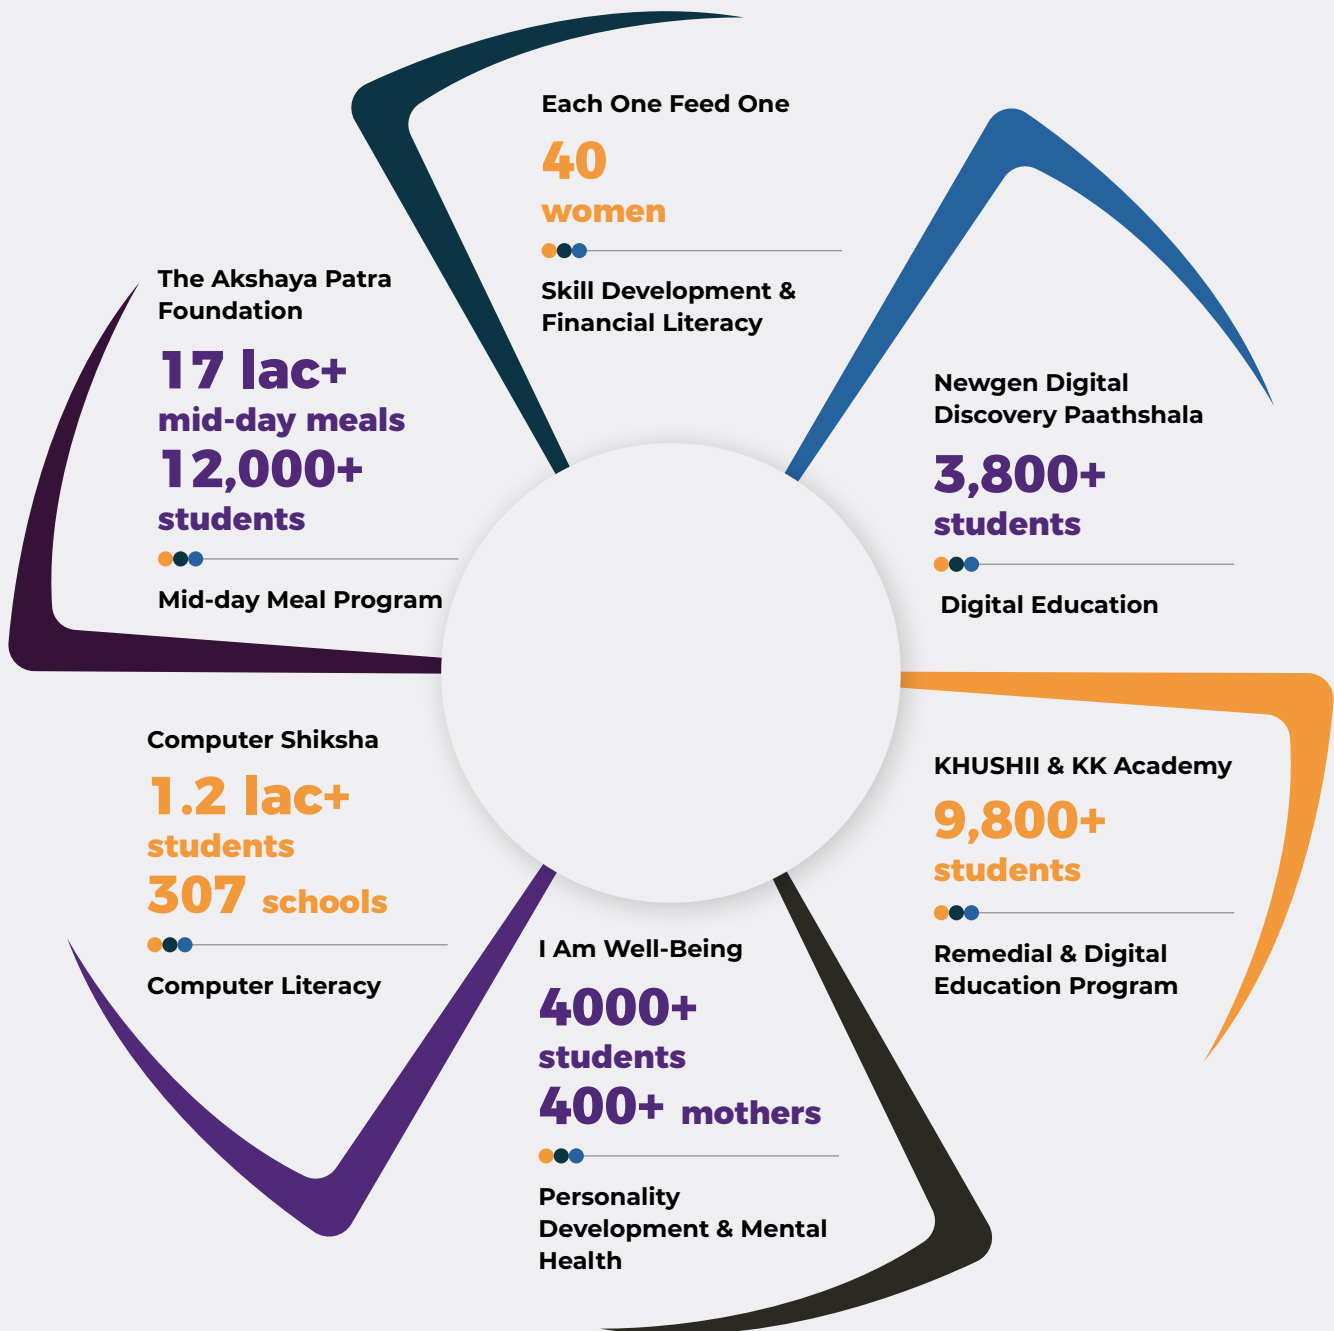 Each One Feed One
40
women
Skill Development &
Financial Literacy
Newgen Digital
Discovery Paathshala
3,800+
students
Digital Education
KHUSHII & KK Academy
9,800+
students
Remedial & Digital
Education Program
I Am Well-Being
4000+
students
400+ mothers
Personality
Development & Mental
Health
Computer Shiksha
1.2 lac+
students
307 schools
Computer Literacy
The Akshaya Patra
Foundation
17 lac+
mid-day meals
12,000+
students
Mid-day Meal Program